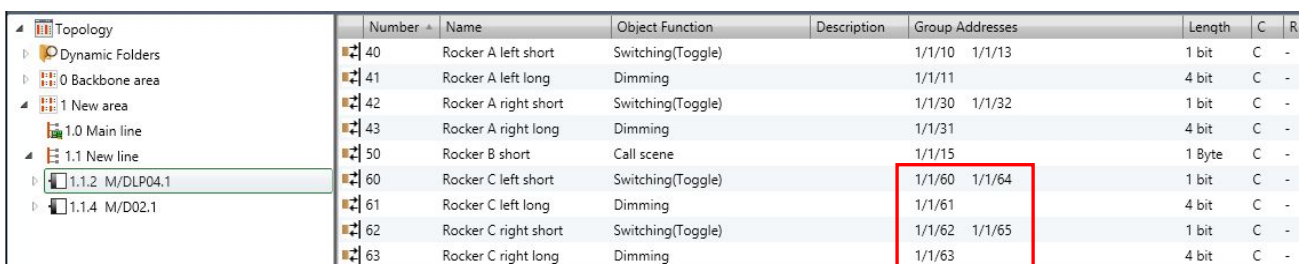 Topology
Dynamic Folders
0 Backbone area
1 New area
1.0 Main line
1.1 New line
1.1.2 M/DLP04.1
1.1.4 M/D02.1
Number Name Object Function Description Group Addresses Length C R
40 Rocker A left short Switching(Toggle) 1/1/10 1/1/13 1 bit C -
41 Rocker A left long Dimming 1/1/11 4 bit C -
42 Rocker A right short Switching(Toggle) 1/1/30 1/1/32 1 bit C -
43 Rocker A right long Dimming 1/1/31 4 bit C -
50 Rocker B short Call scene 1/1/15 1 Byte C -
60 Rocker C left short Switching(Toggle) 1/1/60 1/1/64 1 bit C -
61 Rocker C left long Dimming 1/1/61 4 bit C -
62 Rocker C right short Switching(Toggle) 1/1/62 1/1/65 1 bit C -
63 Rocker C right long Dimming 1/1/63 4 bit C -